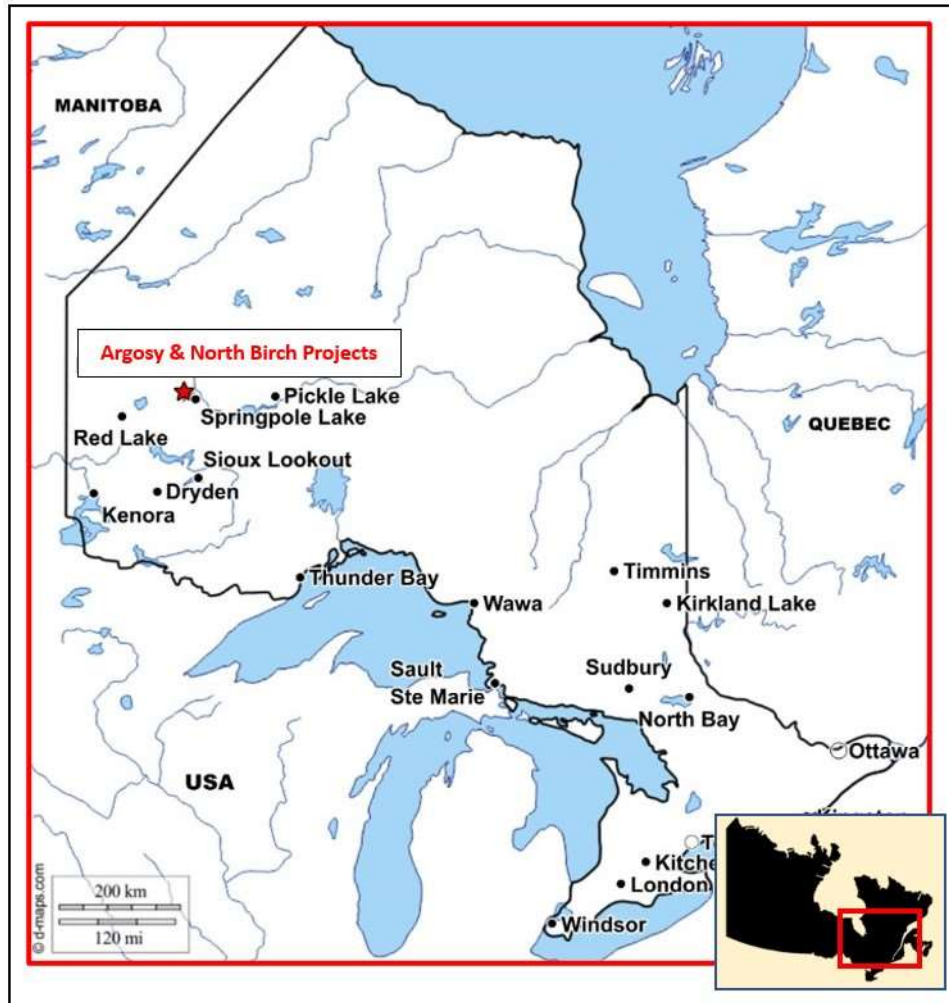 MANITOBA
Argosy & North Birch Projects
Pickle Lake
Springpole Lake
Red Lake
QUEBEC
Sioux Lookout
Dryden
Kenora
Thunder Bay
Timmins
Wawa
Kirkland Lake
Sault
Ste Marie
Sudbury
North Bay
Ottawa
USA
London
Windsor
200 km
120 mi
© d-maps.com